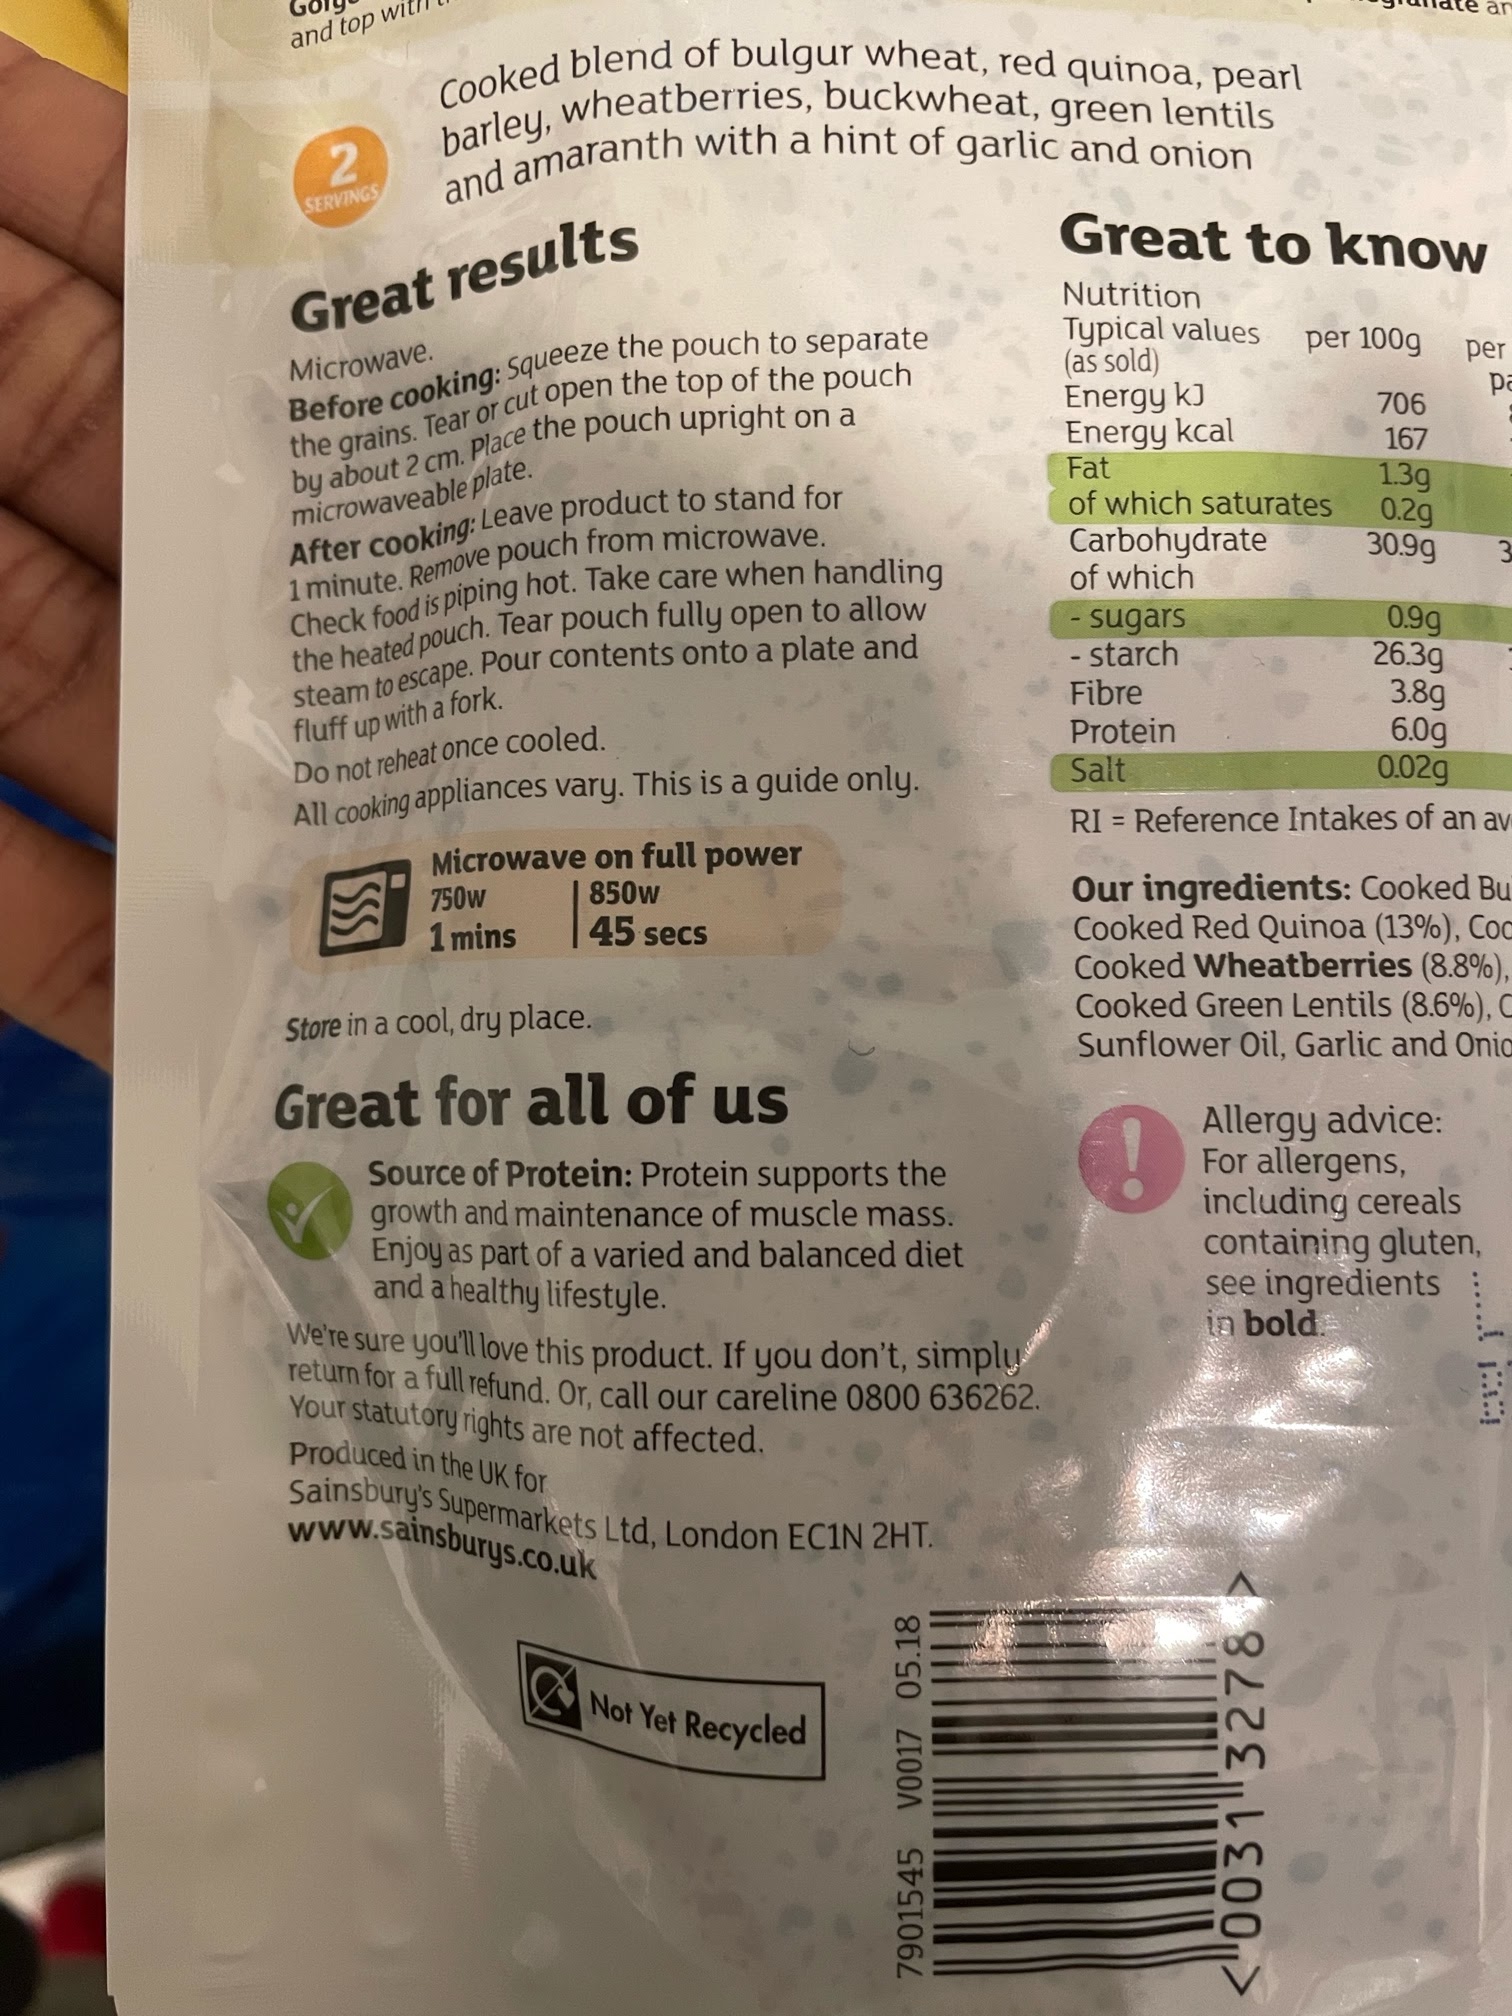 and top with
Cooked blend of bulgur wheat, red quinoa, pearl
barley, wheatberries, buckwheat, green lentils
and amaranth with a hint of garlic and onion
2
SERVINGS
Great results
Microwave.
Before cooking: Squeeze the pouch to separate
the grains. Tear or cut open the top of the pouch
by about 2 cm. Place the pouch upright on a
microwaveable plate.
After cooking: Leave product to stand for
1 minute. Remove pouch from microwave.
Check food is piping hot. Take care when handling
the heated pouch. Tear pouch fully open to allow
steam to escape. Pour contents onto a plate and
fluff up with a fork.
Do not reheat once cooled.
All cooking appliances vary. This is a guide only.
Microwave on full power
750w 850w
1 mins 45 secs
Store in a cool, dry place.
Great for all of us
Source of Protein: Protein supports the
growth and maintenance of muscle mass.
Enjoy as part of a varied and balanced diet
and a healthy lifestyle.
We're sure you'll love this product. If you don't, simply
return for a full refund. Or, call our careline 0800 636262.
Your statutory rights are not affected.
Produced in the UK for
Sainsbury's Supermarkets Ltd, London EC1N 2HT.
www.sainsburys.co.uk
Not Yet Recycled
Great to know
Nutrition
Typical values per 100g per
(as sold)
Energy kJ 706
Energy kcal 167
Fat 1.3g
of which saturates 0.2g
Carbohydrate 30.9g
of which
- sugars 0.9g
- starch 26.3g
Fibre 3.8g
Protein 6.0g
Salt 0.02g
RI = Reference Intakes of an
Our ingredients: Cooked
Cooked Red Quinoa (13%),
Cooked Wheatberries (8.8%),
Cooked Green Lentils (8.6%),
Sunflower Oil, Garlic and
Allergy advice:
For allergens,
including cereals
containing gluten,
see ingredients
in bold.
7901545 V0017 05.18
<0031 3278>